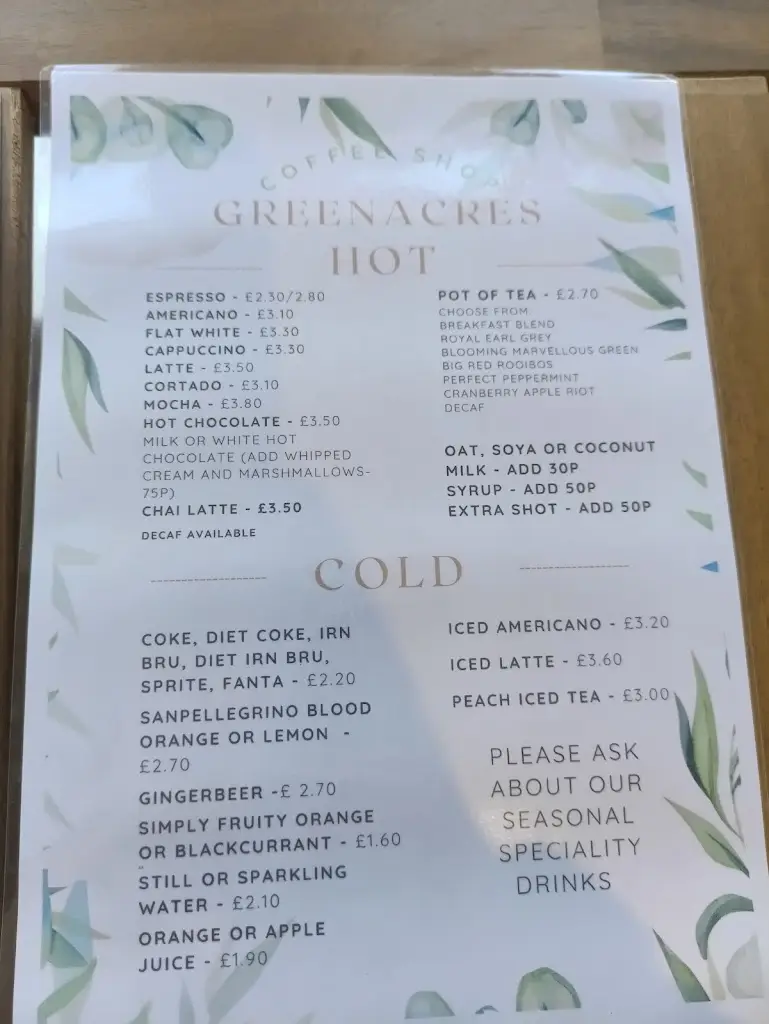 COFFEE SHOP
GREENACRES
HOT
ESPRESSO - £2.30/2.80
AMERICANO - £3.10
FLAT WHITE - £3.30
CAPPUCCINO - £3.30
LATTE - £3.50
CORTADO - £3.10
MOCHA - £3.80
HOT CHOCOLATE - £3.50
MILK OR WHITE HOT
CHOCOLATE (ADD WHIPPED
CREAM AND MARSHMALLOWS-
75P)
CHAI LATTE - £3.50
DECAF AVAILABLE
POT OF TEA - £2.70
CHOOSE FROM
BREAKFAST BLEND
ROYAL EARL GREY
BLOOMING MARVELLOUS GREEN
BIG RED ROOIBOS
PERFECT PEPPERMINT
CRANBERRY APPLE RIOT
DECAF
OAT, SOYA OR COCONUT
MILK - ADD 30P
SYRUP - ADD 50P
EXTRA SHOT - ADD 50P
COLD
COKE, DIET COKE, IRN
BRU, DIET IRN BRU,
SPRITE, FANTA - £2.20
SANPELLEGRINO BLOOD
ORANGE OR LEMON -
£2.70
GINGERBEER -£ 2.70
SIMPLY FRUITY ORANGE
OR BLACKCURRANT - £1.60
STILL OR SPARKLING
WATER - £2.10
ORANGE OR APPLE
JUICE - £1.90
ICED AMERICANO - £3.20
ICED LATTE - £3.60
PEACH ICED TEA - £3.00
PLEASE ASK
ABOUT OUR
SEASONAL
SPECIALITY
DRINKS